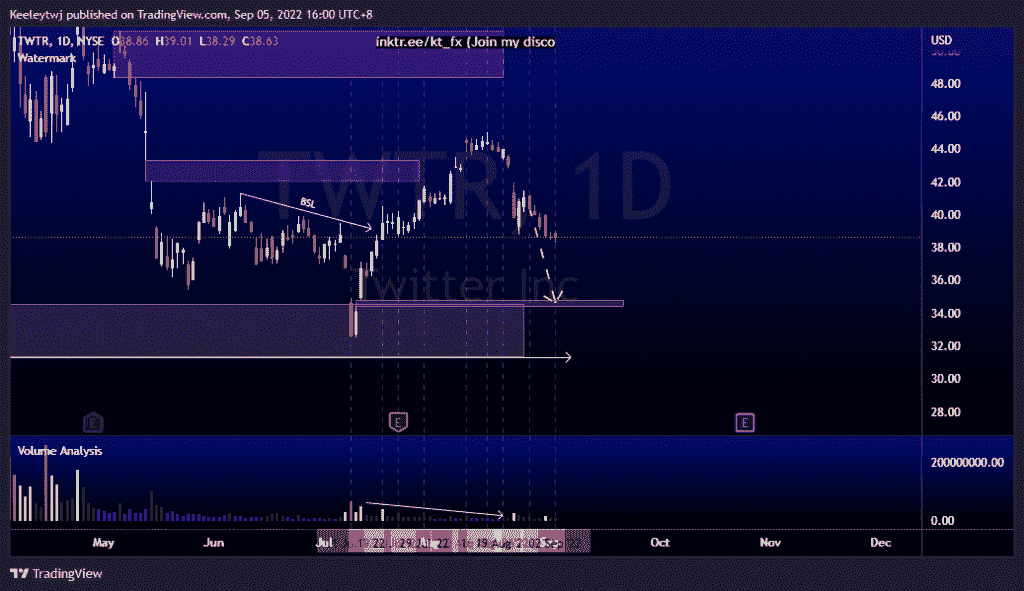 Keeleytwj published on TradingView.com, Sep 05, 2022 16:00 UTC+8
TWTR, 1D, NYSE O38.86 H39.01 L38.29 C38.63
inktr.ee/kt_fx (Join my disco
USD
Watermark
50.00
48.00
46.00
44.00
TWTR, 1D
42.00
BSL
40.00
38.00
Twitter Inc
36.00
34.00
32.00
30.00
28.00
E
E
E
Volume Analysis
200000000.00
0.00
May
Jun
Jul
Oct
Nov
Dec
TradingView